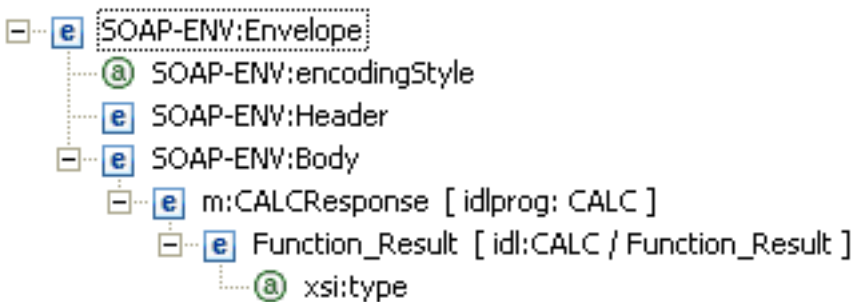 SOAP-ENV:Envelope
a SOAP-ENV:encodingStyle
e SOAP-ENV:Header
e SOAP-ENV:Body
e m:CALCResponse [ idlprog: CALC ]
e Function_Result [ idl:CALC / Function_Result ]
a xsi:type